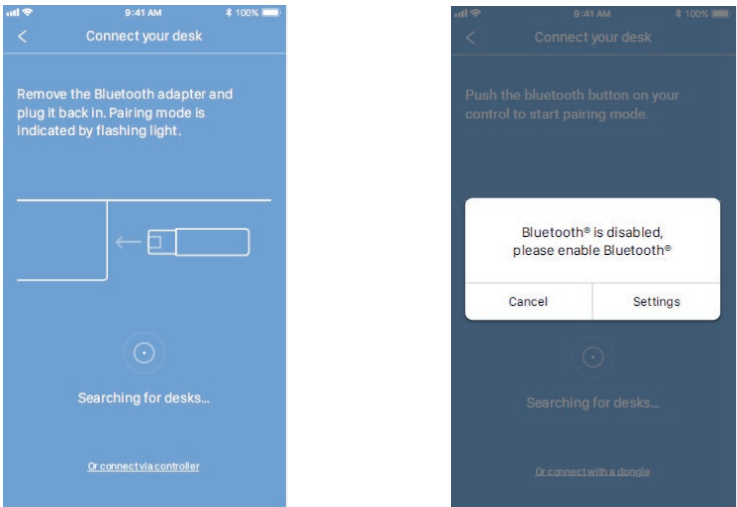 9:41 AM
100%
Connect your desk
Remove the Bluetooth adapter and
plug it back in. Pairing mode is
indicated by flashing light.
Searching for desks...
Or connect via controller
9:41 AM
100%
Connect your desk
Push the bluetooth button on your
control to start pairing mode.
Bluetooth® is disabled,
please enable Bluetooth®
Cancel
Settings
Searching for desks...
Or connect with a dongle